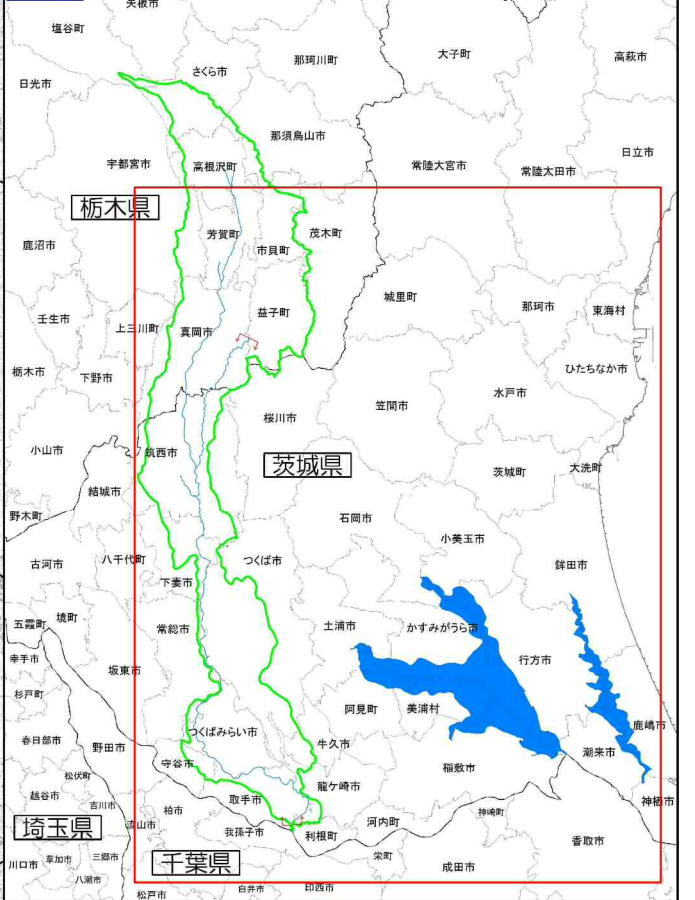 矢板市
塩谷町
那珂川町
大子町
高萩市
さくら市
日光市
那須烏山市
日立市
宇都宮市
高根沢町
常陸大宮市
常陸太田市
栃木県
芳賀町
茂木町
鹿沼市
市貝町
城里町
那珂市
東海村
益子町
壬生市
上三川町
真岡市
ひたちなか市
栃木市
下野市
笠間市
水戸市
桜川市
小山市
筑西市
茨城県
茨城町
大洗町
結城市
野木町
石岡市
小美玉市
古河市
八千代町
つくば市
鉾田市
下妻市
五霞町
境町
常総市
土浦市
かすみがうら市
幸手市
坂東市
行方市
杉戸町
阿見町
美浦村
鹿嶋市
春日部市
野田市
つくばみらい市
牛久市
潮来市
守谷市
稲敷市
松伏町
龍ケ崎市
越谷市
吉川市
取手市
神栖市
柏市
神崎町
埼玉県
流山市
我孫子市
利根町
河内町
香取市
川口市
草加市
三郷市
千葉県
栄町
成田市
八潮市
松戸市
白井市
印西市